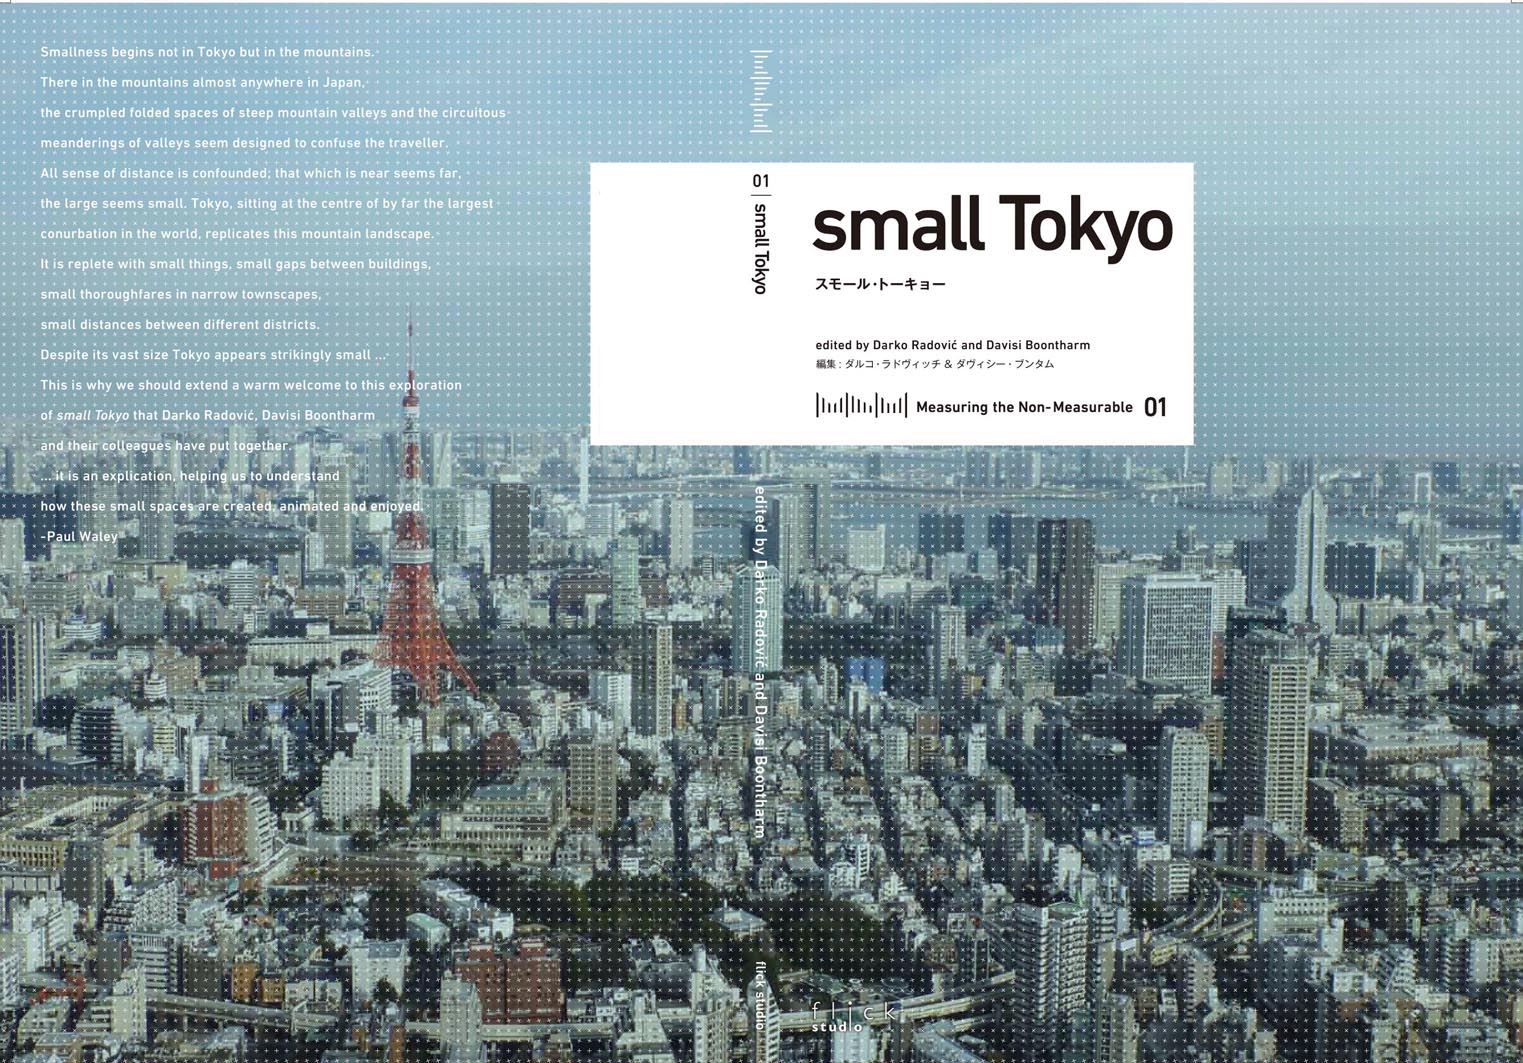 Smallness begins not in Tokyo but in the mountains.
There in the mountains almost anywhere in Japan,
the crumpled folded spaces of steep mountain valleys and the circuitous
meanderings of valleys seem designed to confuse the traveller.
All sense of distance is confounded; that which is near seems far,
the large seems small. Tokyo, sitting at the centre of by far the largest
conurbation in the world, replicates this mountain landscape.
It is replete with small things, small gaps between buildings,
small thoroughfares in narrow townscapes,
small distances between different districts.
Despite its vast size Tokyo appears strikingly small ...
This is why we should extend a warm welcome to this exploration
of small Tokyo that Darko Radović, Davisi Boontharm
and their colleagues have put together.
... it is an explication, helping us to understand
how these small spaces are created, animated and enjoyed.
-Paul Waley
01
small Tokyo
edited by Darko Radović and Davisi Boontharm
flick studio
small Tokyo
スモール・トーキョー
edited by Darko Radović and Davisi Boontharm
編集：ダルコ・ラドヴィッチ ＆ ダヴィシー・ブンタム
Measuring the Non-Measurable 01
flick
studio